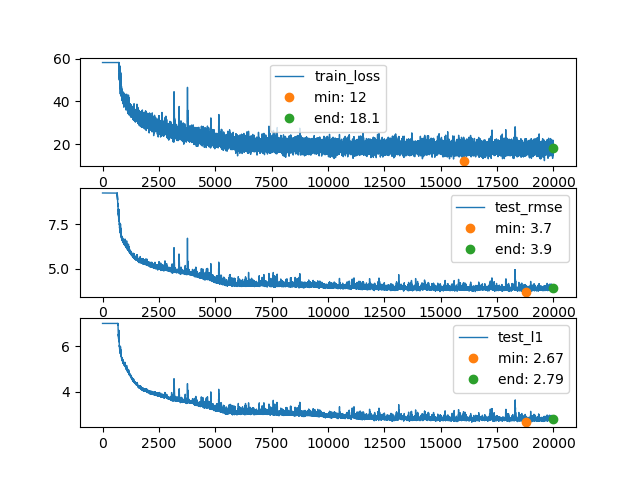 60
40
20
train_loss
min: 12
end: 18.1
0 2500 5000 7500 10000 12500 15000 17500 20000
7.5
5.0
test_rmse
min: 3.7
end: 3.9
0 2500 5000 7500 10000 12500 15000 17500 20000
6
4
test_l1
min: 2.67
end: 2.79
0 2500 5000 7500 10000 12500 15000 17500 20000